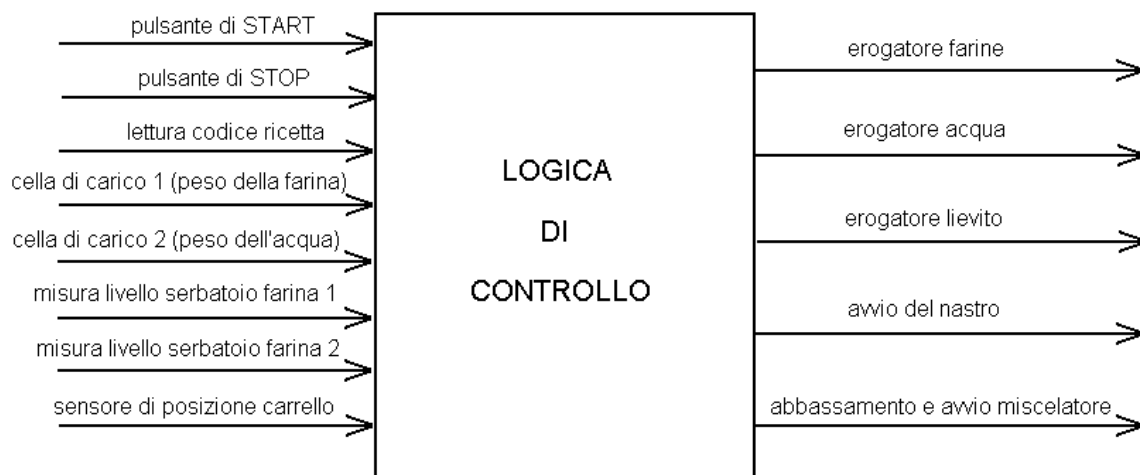 pulsante di START
pulsante di STOP
lettura codice ricetta
cella di carico 1 (peso della farina)
cella di carico 2 (peso dell'acqua)
misura livello serbatoio farina 1
misura livello serbatoio farina 2
sensore di posizione carrello
LOGICA
DI
CONTROLLO
erogatore farine
erogatore acqua
erogatore lievito
avvio del nastro
abbassamento e avvio miscelatore